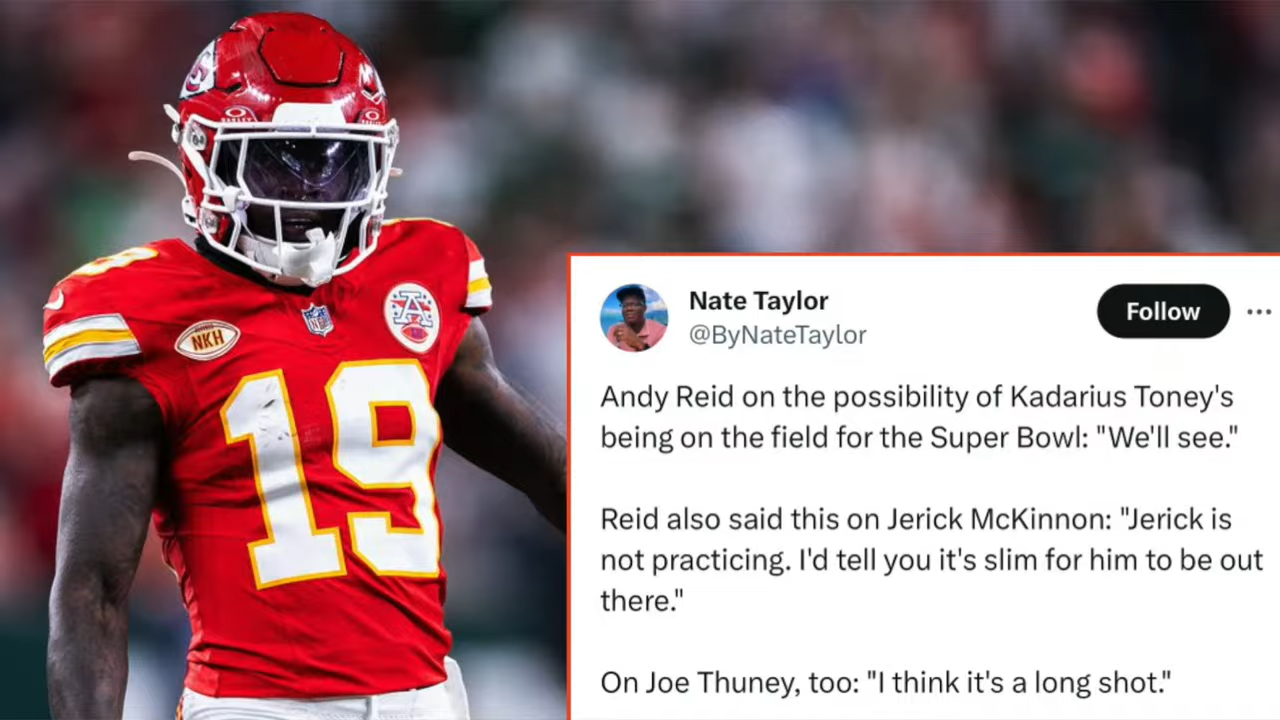 OAKLEY
NKH
NFL
A
19
Nate Taylor
@ByNateTaylor
Follow
Andy Reid on the possibility of Kadarius Toney's
being on the field for the Super Bowl: "We'll see."
Reid also said this on Jerick McKinnon: "Jerick is
not practicing. I'd tell you it's slim for him to be out
there."
On Joe Thuney, too: "I think it's a long shot."